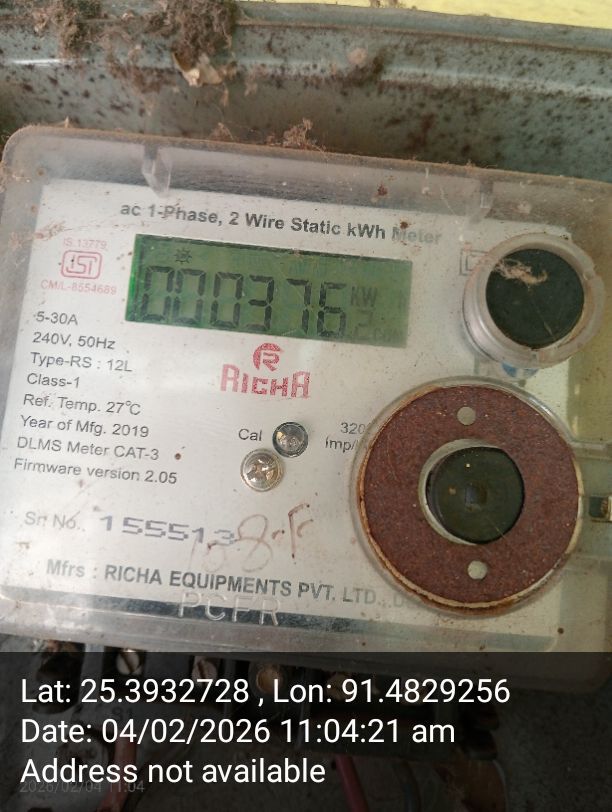 ac 1-Phase, 2 Wire Static kWh Meter
IS.13779
ISI
CM/L-8554689
000376
KW
5-30A
240V, 50Hz
Type-RS : 12L
Class-1
Ref. Temp. 27°C
Year of Mfg. 2019
DLMS Meter CAT-3
Firmware version 2.05
RICHA
Cal
Sr. No.. 155513
Mfrs : RICHA EQUIPMENTS PVT. LTD.
Lat: 25.3932728 , Lon: 91.4829256
Date: 04/02/2026 11:04:21 am
Address not available
2026/02/04 11:04